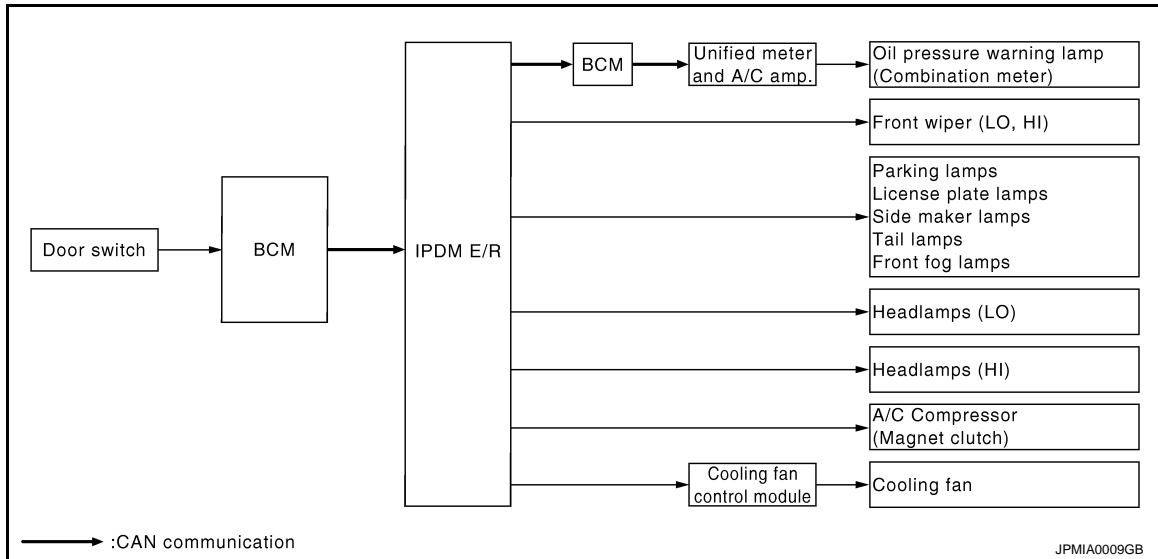 BCM
Unified meter
and A/C amp.
Oil pressure warning lamp
(Combination meter)
Front wiper (LO, HI)
Parking lamps
License plate lamps
Side maker lamps
Tail lamps
Front fog lamps
Door switch
BCM
IPDM E/R
Headlamps (LO)
Headlamps (HI)
A/C Compressor
(Magnet clutch)
Cooling fan
control module
Cooling fan
:CAN communication
JPMIA0009GB